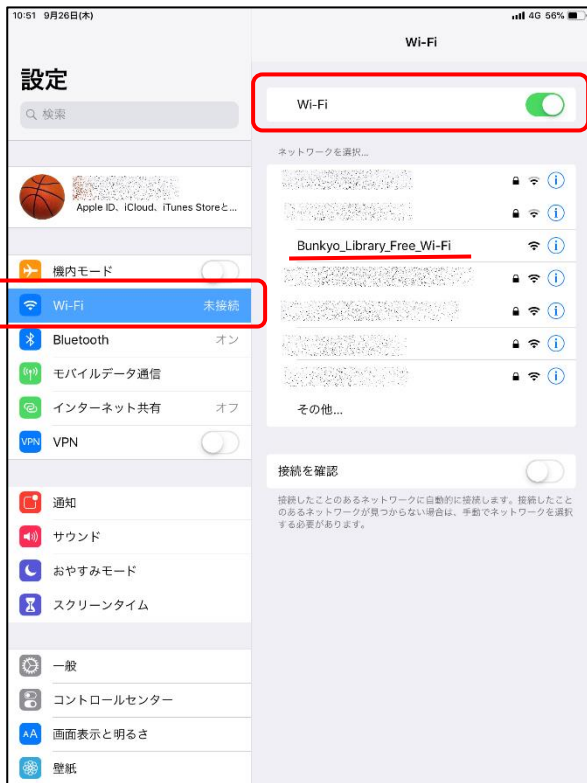 10:51 9月26日(木)
4G 56%
設定
検索
Apple ID、iCloud、iTunes Storeと...
機内モード
Wi-Fi 未接続
Bluetooth オン
モバイルデータ通信
インターネット共有 オフ
VPN VPN
通知
サウンド
おやすみモード
スクリーンタイム
一般
コントロールセンター
AA 画面表示と明るさ
壁紙
Wi-Fi
Wi-Fi
ネットワークを選択...
Bunkyo_Library_Free_Wi-Fi
その他...
接続を確認
接続したことのあるネットワークに自動的に接続します。接続したこと
のあるネットワークが見つからない場合は、手動でネットワークを選択
する必要があります。